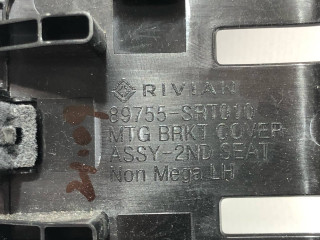 RIVIAN
89755-SRT010
MTG BRKT COVER
ASSY-2ND SEAT
Non Mega LH